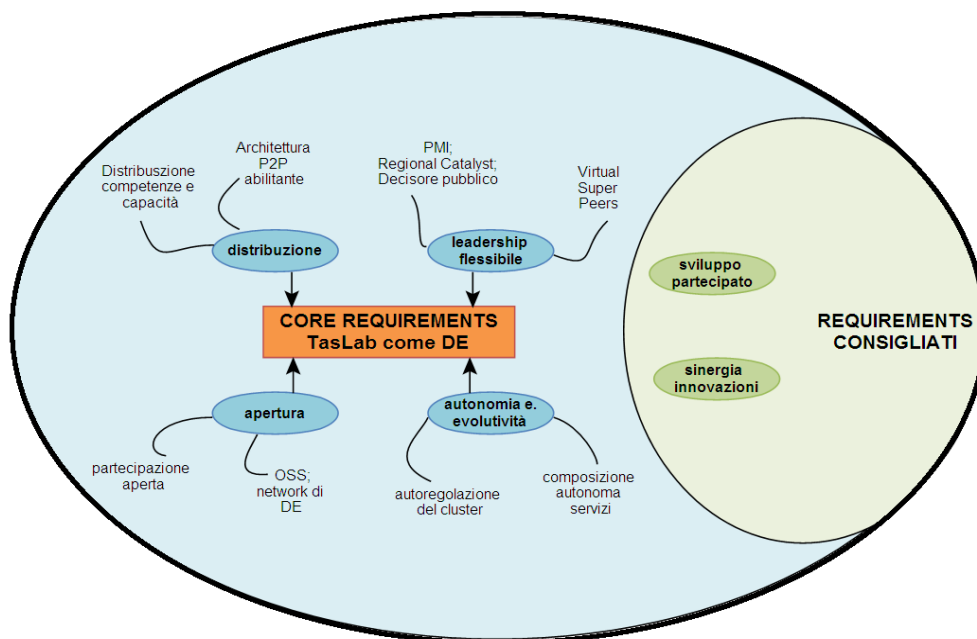 Architettura
P2P
abilitante
Distribuszione
competenze e
capacità
PMI;
Regional Catalyst;
Decisore pubblico
Virtual
Super
Peers
distribuzione
leadership
flessibile
CORE REQUIREMENTS
TasLab come DE
apertura
autonomia e.
evolutività
partecipazione
aperta
OSS;
network di
DE
autoregolazione
del cluster
composizione
autonoma
servizi
sviluppo
partecipato
sinergia
innovazioni
REQUIREMENTS
CONSIGLIATI